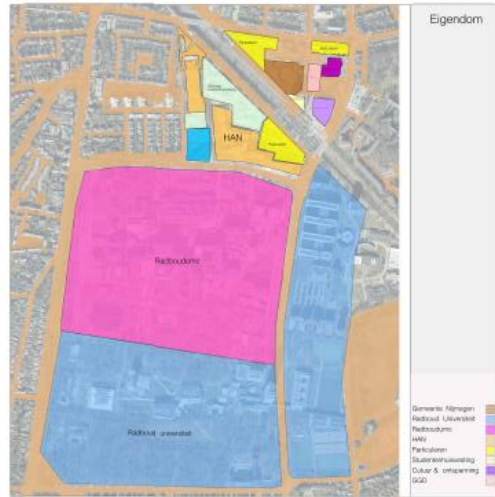 Eigendom
HAN
Radboudumc
Radboud universiteit
Gemeente Nijmegen
Radboud Universiteit
Radboudumc
HAN
Particulieren
Studentenhuisvesting
Cultuur & ontspanning
GGD